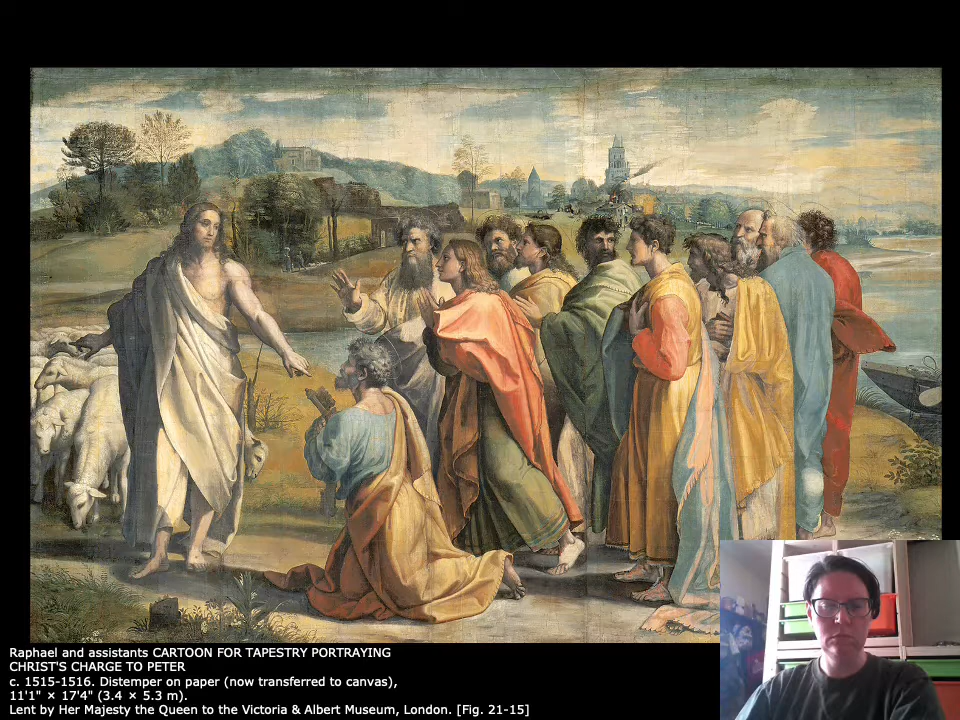 Raphael and assistants CARTOON FOR TAPESTRY PORTRAYING
CHRIST'S CHARGE TO PETER
c. 1515-1516. Distemper on paper (now transferred to canvas),
11'1" × 17'4" (3.4 × 5.3 m).
Lent by Her Majesty the Queen to the Victoria & Albert Museum, London. [Fig. 21-15]